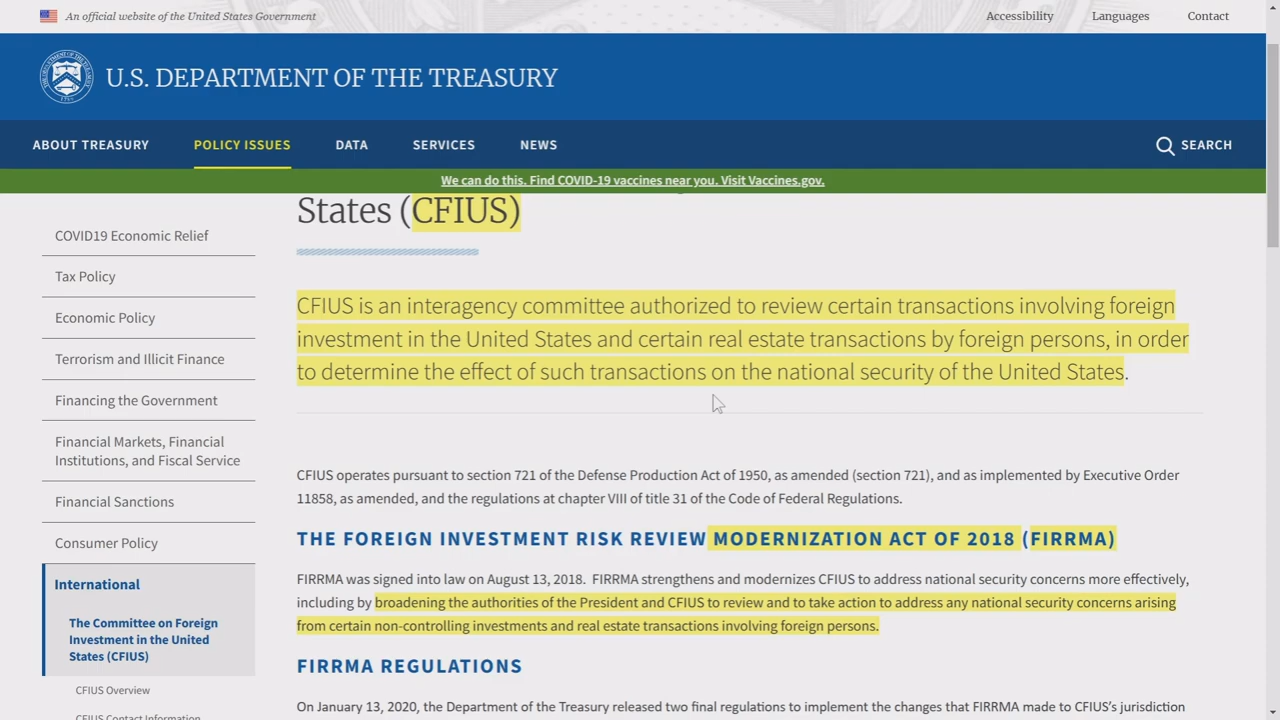 An official website of the United States Government
Accessibility
Languages
Contact
U.S. DEPARTMENT OF THE TREASURY
ABOUT TREASURY
POLICY ISSUES
DATA
SERVICES
NEWS
SEARCH
We can do this. Find COVID-19 vaccines near you. Visit Vaccines.gov.
States (CFIUS)
COVID19 Economic Relief
Tax Policy
Economic Policy
Terrorism and Illicit Finance
Financing the Government
Financial Markets, Financial
Institutions, and Fiscal Service
Financial Sanctions
Consumer Policy
International
The Committee on Foreign
Investment in the United
States (CFIUS)
CFIUS Overview
CFIUS Contact Information
CFIUS is an interagency committee authorized to review certain transactions involving foreign
investment in the United States and certain real estate transactions by foreign persons, in order
to determine the effect of such transactions on the national security of the United States.
CFIUS operates pursuant to section 721 of the Defense Production Act of 1950, as amended (section 721), and as implemented by Executive Order
11858, as amended, and the regulations at chapter VIII of title 31 of the Code of Federal Regulations.
THE FOREIGN INVESTMENT RISK REVIEW MODERNIZATION ACT OF 2018 (FIRRMA)
FIRRMA was signed into law on August 13, 2018.  FIRRMA strengthens and modernizes CFIUS to address national security concerns more effectively,
including by broadening the authorities of the President and CFIUS to review and to take action to address any national security concerns arising
from certain non-controlling investments and real estate transactions involving foreign persons.
FIRRMA REGULATIONS
On January 13, 2020, the Department of the Treasury released two final regulations to implement the changes that FIRRMA made to CFIUS's jurisdiction